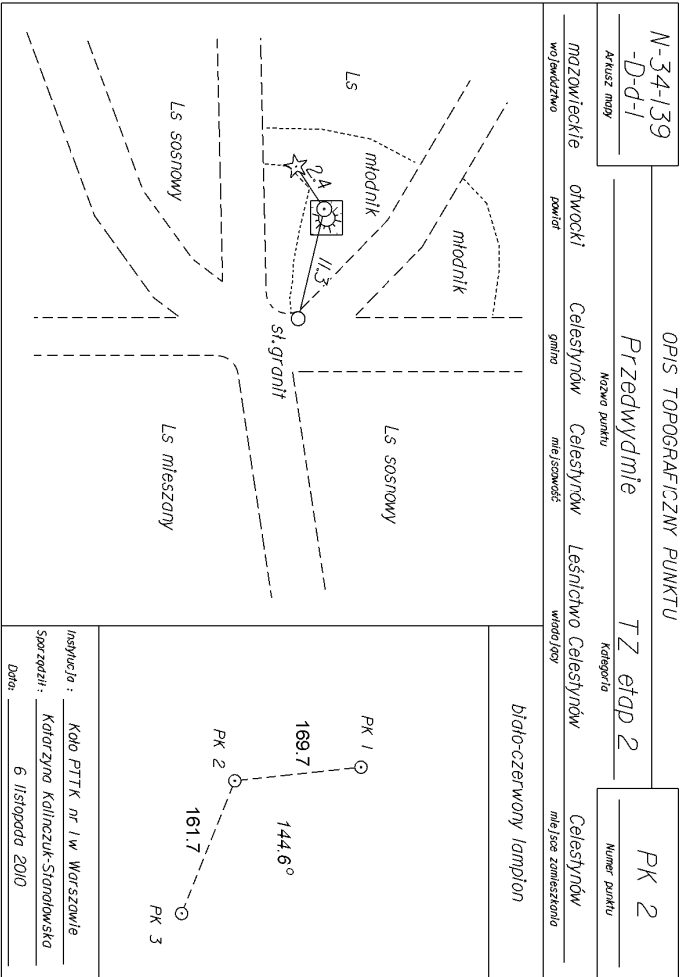 OPIS TOPOGRAFICZNY PUNKTU
N-34-139
-D-d-1
Arkusz mapy
Przedwydmie
Nazwa punktu
TZ etap 2
Kategoria
PK 2
Numer punktu
mazowieckie
województwo
otwocki
powiat
Celestynów
gmina
Celestynów
miejscowość
Leśnictwo Celestynów
władający
Celestynów
miejsce zamieszkania
Ls
młodnik
młodnik
2.4
11.3
st.granit
Ls sosnowy
Ls sosnowy
Ls mieszany
biało-czerwony lampion
PK 1
169.7
144.6°
PK 2
161.7
PK 3
Instytucja : Koło PTTK nr 1 w Warszawie
Sporządził : Katarzyna Kalinczuk-Stanałowska
Data: 6 listopada 2010